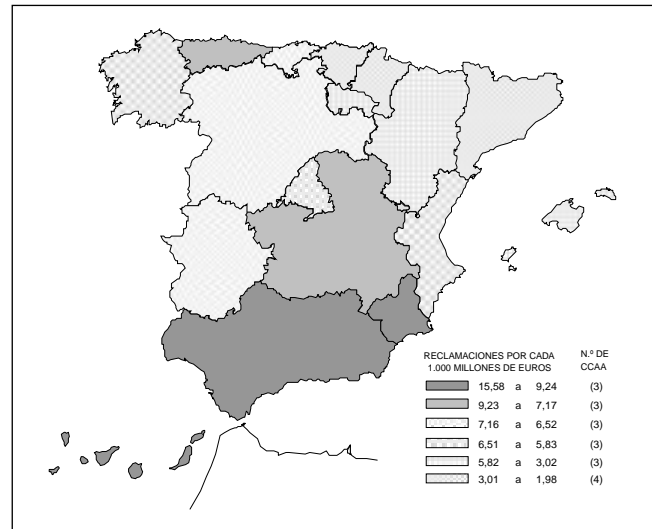 RECLAMACIONES POR CADA 1.000 MILLONES DE EUROS
N.º DE CCAA
15,58 a 9,24 (3)
9,23 a 7,17 (3)
7,16 a 6,52 (3)
6,51 a 5,83 (3)
5,82 a 3,02 (3)
3,01 a 1,98 (4)